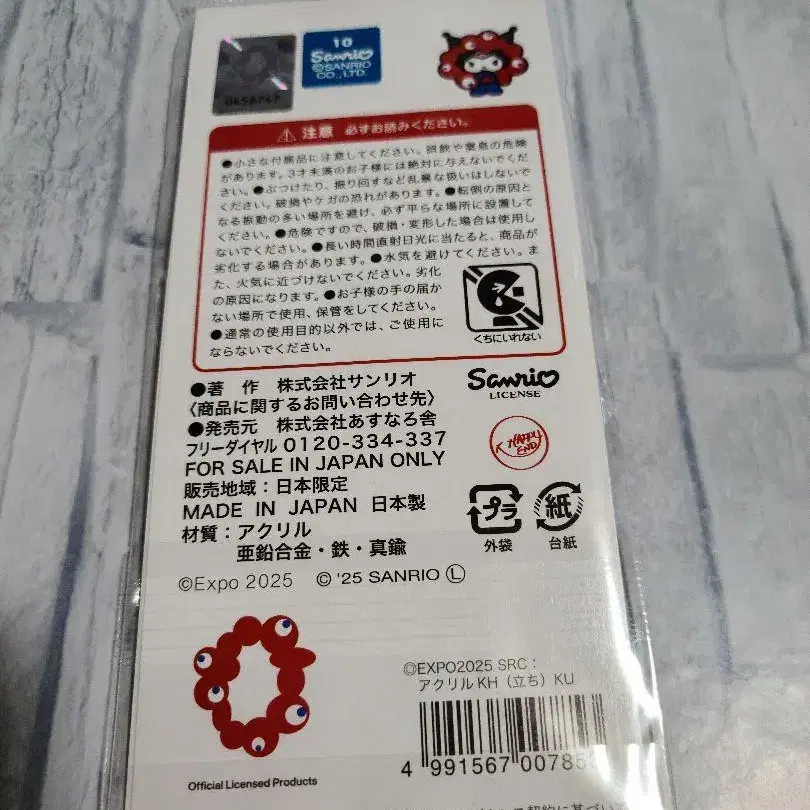 10
Sanrio
©SANRIO
CO., LTD.
注意 必ずお読みください。
●小さな付属品に注意してください。誤飲や窒息の危険
があります。3才未満のお子様には絶対に与えないでくだ
さい。●ぶつけたり、振り回すなど乱暴な扱いはしないで
ください。破損やケガの恐れがあります。●転倒の原因と
なる振動の多い場所を避け、必ず平らな場所に設置して
ください。●危険ですので、破損・変形した場合は使用し
ないでください。●長い時間直射日光に当たると、商品が
劣化する場合があります。●水気を避けてください。ま
た、火気に近づけないでください。劣化
の原因になります。●お子様の手の届か
ない場所で使用、保管をしてください。
●通常の使用目的以外では、ご使用に
ならないでください。
くちにいれない
●著 作 株式会社サンリオ
〈商品に関するお問い合わせ先〉
●発売元 株式会社あすなろ舎
フリーダイヤル 0120-334-337
FOR SALE IN JAPAN ONLY
販売地域：日本限定
MADE IN JAPAN 日本製
材質：アクリル
亜鉛合金・鉄・真鍮
Sanrio
LICENSE
K HAPPY
END
プラ
外袋
紙
台紙
©Expo 2025 © '25 SANRIO Ⓛ
Official Licensed Products
©EXPO2025 SRC：
アクリルKH（立ち）KU
4 991567 00785